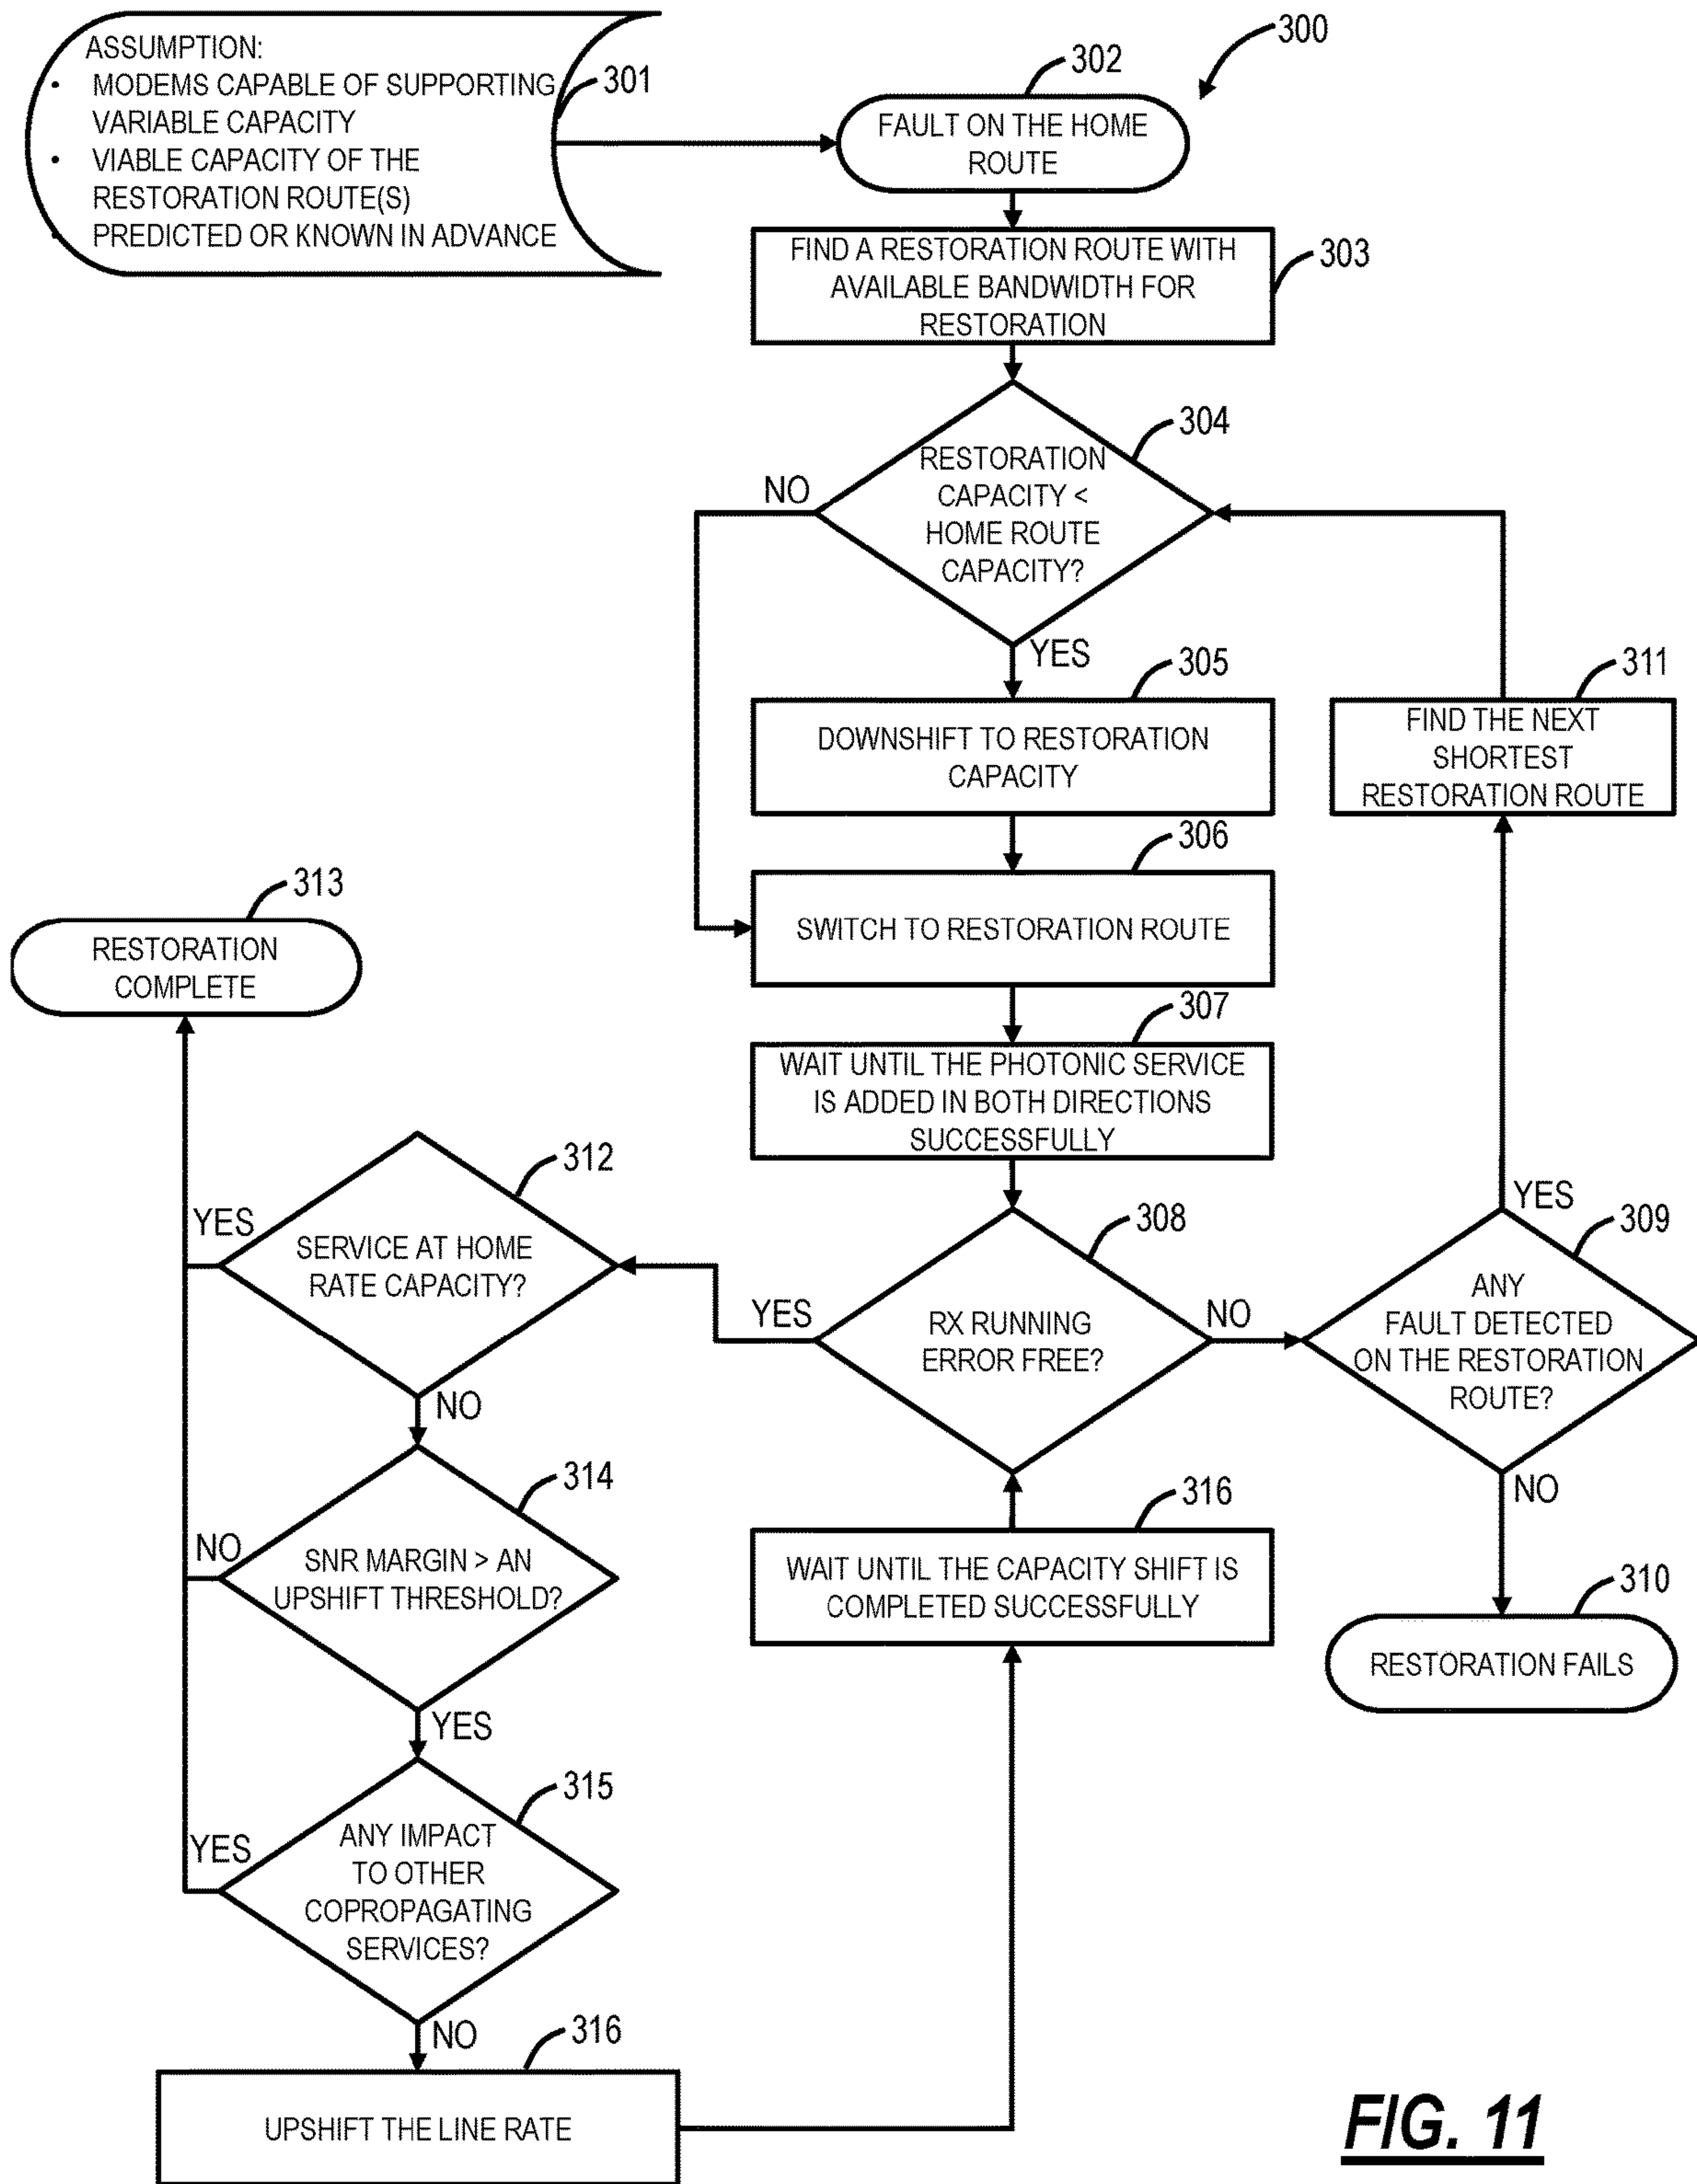 300
ASSUMPTION:
• MODEMS CAPABLE OF SUPPORTING
VARIABLE CAPACITY
• VIABLE CAPACITY OF THE
RESTORATION ROUTE(S)
• PREDICTED OR KNOWN IN ADVANCE
301
302
FAULT ON THE HOME
ROUTE
303
FIND A RESTORATION ROUTE WITH
AVAILABLE BANDWIDTH FOR
RESTORATION
304
RESTORATION
CAPACITY <
HOME ROUTE
CAPACITY?
NO
YES
305
DOWNSHIFT TO RESTORATION
CAPACITY
311
FIND THE NEXT
SHORTEST
RESTORATION ROUTE
306
SWITCH TO RESTORATION ROUTE
313
RESTORATION
COMPLETE
307
WAIT UNTIL THE PHOTONIC SERVICE
IS ADDED IN BOTH DIRECTIONS
SUCCESSFULLY
312
YES
SERVICE AT HOME
RATE CAPACITY?
NO
308
YES
RX RUNNING
ERROR FREE?
NO
YES
309
ANY
FAULT DETECTED
ON THE RESTORATION
ROUTE?
NO
314
NO
SNR MARGIN > AN
UPSHIFT THRESHOLD?
YES
316
WAIT UNTIL THE CAPACITY SHIFT IS
COMPLETED SUCCESSFULLY
310
RESTORATION FAILS
315
YES
ANY IMPACT
TO OTHER
COPROPAGATING
SERVICES?
NO
316
UPSHIFT THE LINE RATE
FIG. 11